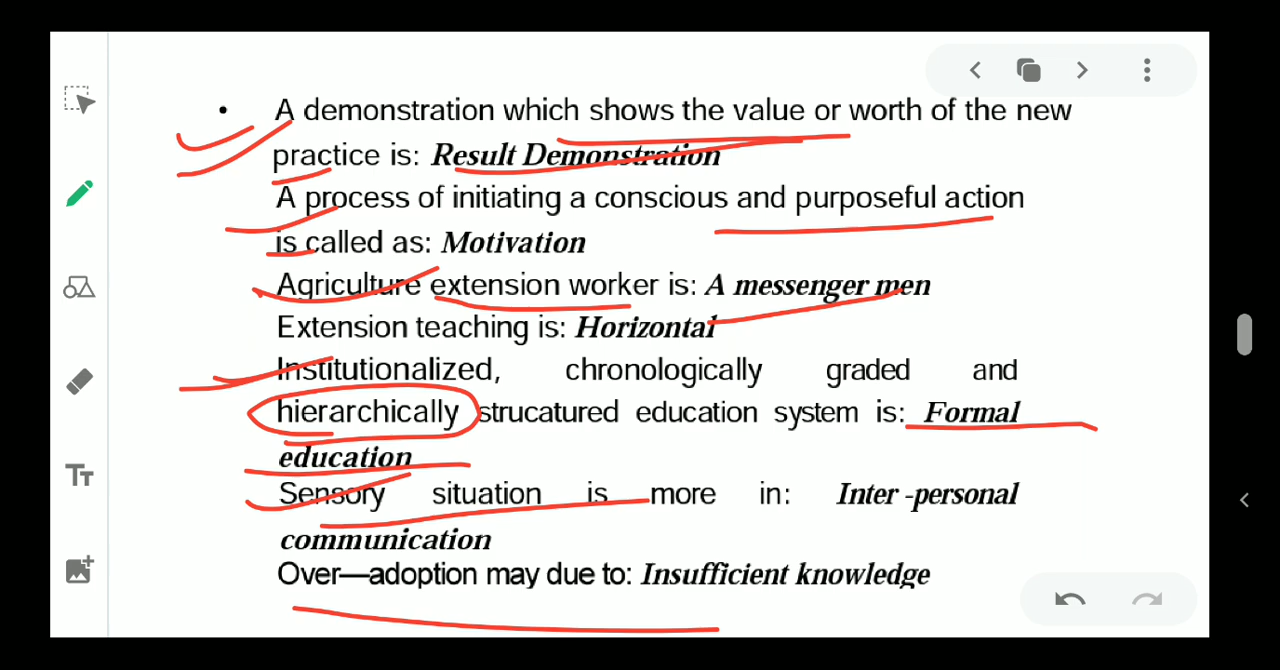 • A demonstration which shows the value or worth of the new
practice is: Result Demonstration
A process of initiating a conscious and purposeful action
is called as: Motivation
Agriculture extension worker is: A messenger men
Extension teaching is: Horizontal
Institutionalized, chronologically graded and
hierarchically strucatured education system is: Formal
education
Sensory situation is more in: Inter -personal
communication
Over—adoption may due to: Insufficient knowledge
Tт